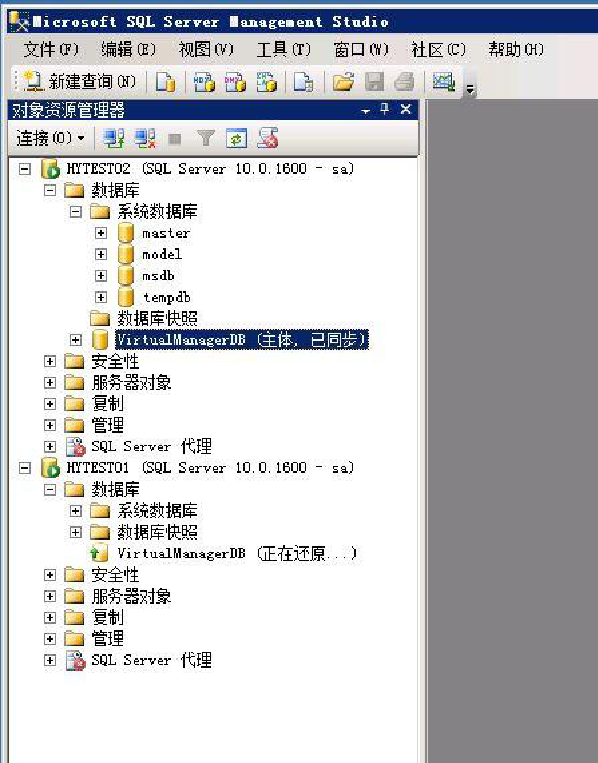 Microsoft SQL Server Management Studio
文件(F) 编辑(E) 视图(V) 工具(T) 窗口(W) 社区(C) 帮助(H)
新建查询(N)
对象资源管理器
连接(O)
HYTEST02 (SQL Server 10.0.1600 - sa)
数据库
系统数据库
master
model
msdb
tempdb
数据库快照
VirtualManagerDB (主体, 已同步)
安全性
服务器对象
复制
管理
SQL Server 代理
HYTEST01 (SQL Server 10.0.1600 - sa)
数据库
系统数据库
数据库快照
VirtualManagerDB (正在还原...)
安全性
服务器对象
复制
管理
SQL Server 代理